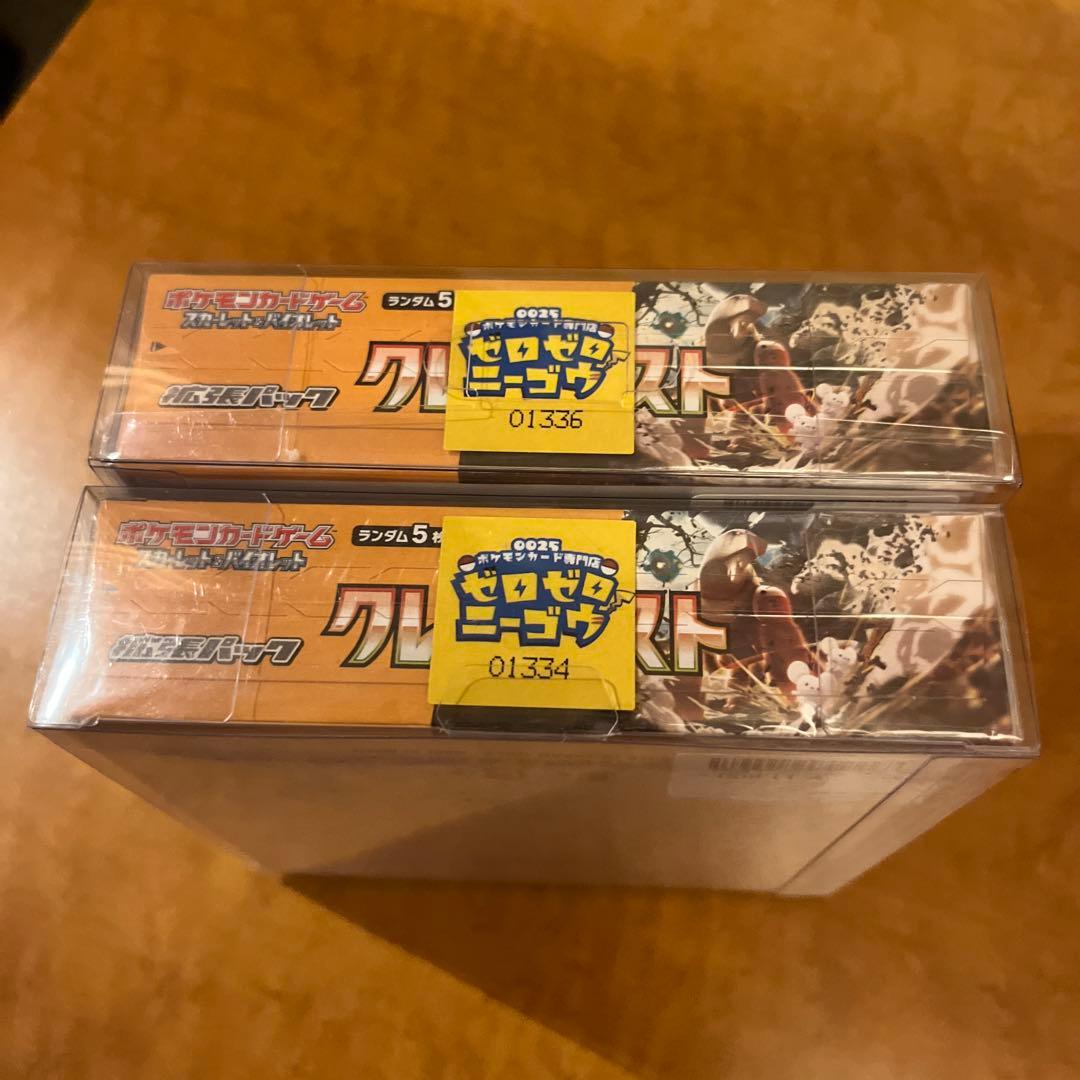 ポケモンカードゲーム
スカーレット&バイオレット
ランダム5
拡張パック
クレ
スト
0025
ポケモンカード専門店
ゼロゼロ
ニーゴウ
01336
ポケモンカードゲーム
スカーレット&バイオレット
ランダム5枚
拡張パック
クレ
スト
0025
ポケモンカード専門店
ゼロゼロ
ニーゴウ
01334